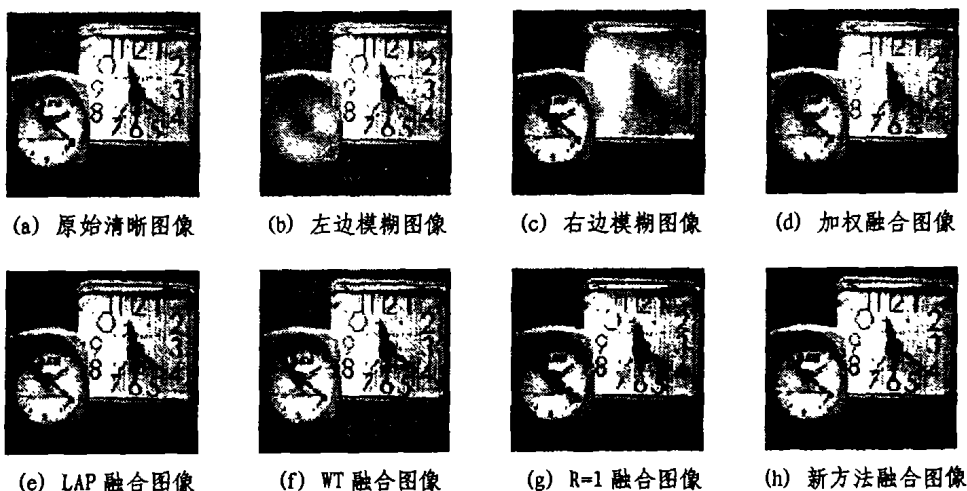 (a) 原始清晰图像
(b) 左边模糊图像
(c) 右边模糊图像
(d) 加权融合图像
(e) LAP 融合图像
(f) WT 融合图像
(g) R=1 融合图像
(h) 新方法融合图像